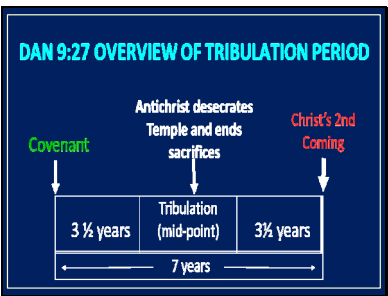 DAN 9:27 OVERVIEW OF TRIBULATION PERIOD
Antichrist desecrates
Temple and ends
sacrifices
Christ's 2nd
Coming
Covenant
3 ½ years
Tribulation
(mid-point)
3½ years
7 years